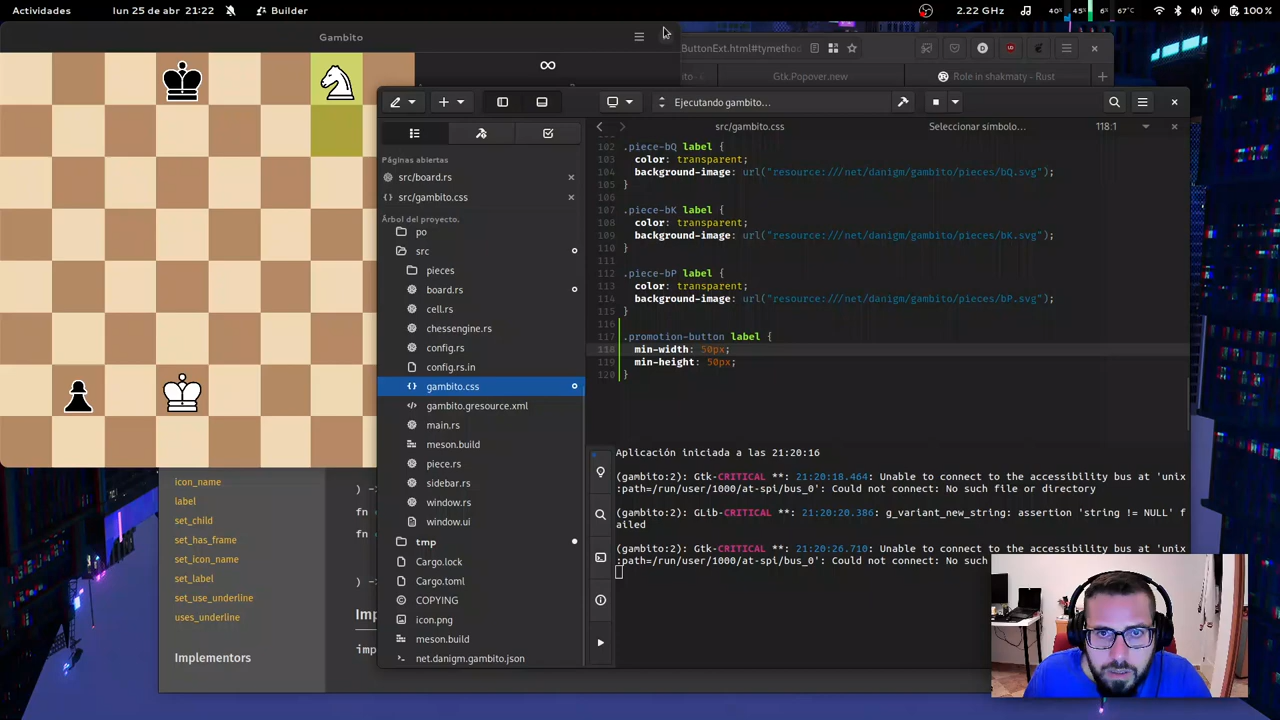 Actividades
lun 25 de abr 21:22
Builder
2.22 GHz
40%
45%
6%
67°C
100 %
Gambito
∞
ButtonExt.html#tymethod
Gtk.Popover.new
Role in shakmaty - Rust
Ejecutando gambito…
src/gambito.css
Seleccionar símbolo…
118:1
Páginas abiertas
src/board.rs
src/gambito.css
Árbol del proyecto.
po
src
pieces
board.rs
cell.rs
chessengine.rs
config.rs
config.rs.in
gambito.css
gambito.gresource.xml
main.rs
meson.build
piece.rs
sidebar.rs
window.rs
window.ui
tmp
Cargo.lock
Cargo.toml
COPYING
icon.png
meson.build
net.danigm.gambito.json
102 .piece-bQ label {
103 color: transparent;
104 background-image: url("resource:///net/danigm/gambito/pieces/bQ.svg");
105 }
106
107 .piece-bK label {
108 color: transparent;
109 background-image: url("resource:///net/danigm/gambito/pieces/bK.svg");
110 }
111
112 .piece-bP label {
113 color: transparent;
114 background-image: url("resource:///net/danigm/gambito/pieces/bP.svg");
115 }
116
117 .promotion-button label {
118 min-width: 50px;
119 min-height: 50px;
120 }
Aplicación iniciada a las 21:20:16
(gambito:2): Gtk-CRITICAL **: 21:20:18.464: Unable to connect to the accessibility bus at 'unix
:path=/run/user/1000/at-spi/bus_0': Could not connect: No such file or directory
(gambito:2): GLib-CRITICAL **: 21:20:20.386: g_variant_new_string: assertion 'string != NULL' f
ailed
(gambito:2): Gtk-CRITICAL **: 21:20:26.710: Unable to connect to the accessibility bus at 'unix
:path=/run/user/1000/at-spi/bus_0': Could not connect: No such
icon_name
label
set_child
set_has_frame
set_icon_name
set_label
set_use_underline
uses_underline
Implementors
) ->
fn
) ->
Imp
imp